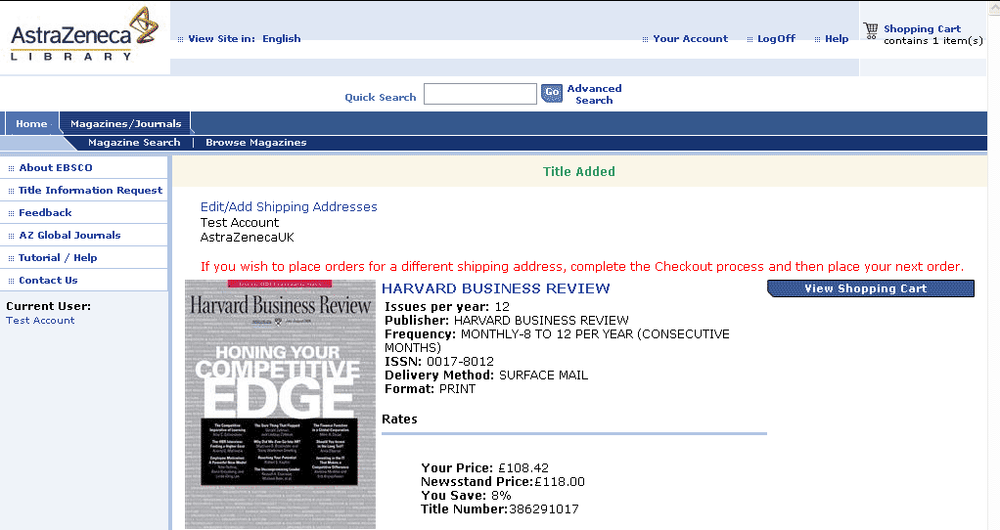 AstraZeneca
LIBRARY
View Site in: English
Your Account
LogOff
Help
Shopping Cart
contains 1 item(s)
Quick Search
Go
Advanced
Search
Home
Magazines/Journals
Magazine Search
Browse Magazines
About EBSCO
Title Information Request
Feedback
AZ Global Journals
Tutorial / Help
Contact Us
Current User:
Test Account
Title Added
Edit/Add Shipping Addresses
Test Account
AstraZenecaUK
If you wish to place orders for a different shipping address, complete the Checkout process and then place your next order.
Harvard Business Review
HONING YOUR
COMPETITIVE
EDGE
HARVARD BUSINESS REVIEW
View Shopping Cart
Issues per year: 12
Publisher: HARVARD BUSINESS REVIEW
Frequency: MONTHLY-8 TO 12 PER YEAR (CONSECUTIVE
MONTHS)
ISSN: 0017-8012
Delivery Method: SURFACE MAIL
Format: PRINT
Rates
Your Price: £108.42
Newsstand Price:£118.00
You Save: 8%
Title Number:386291017